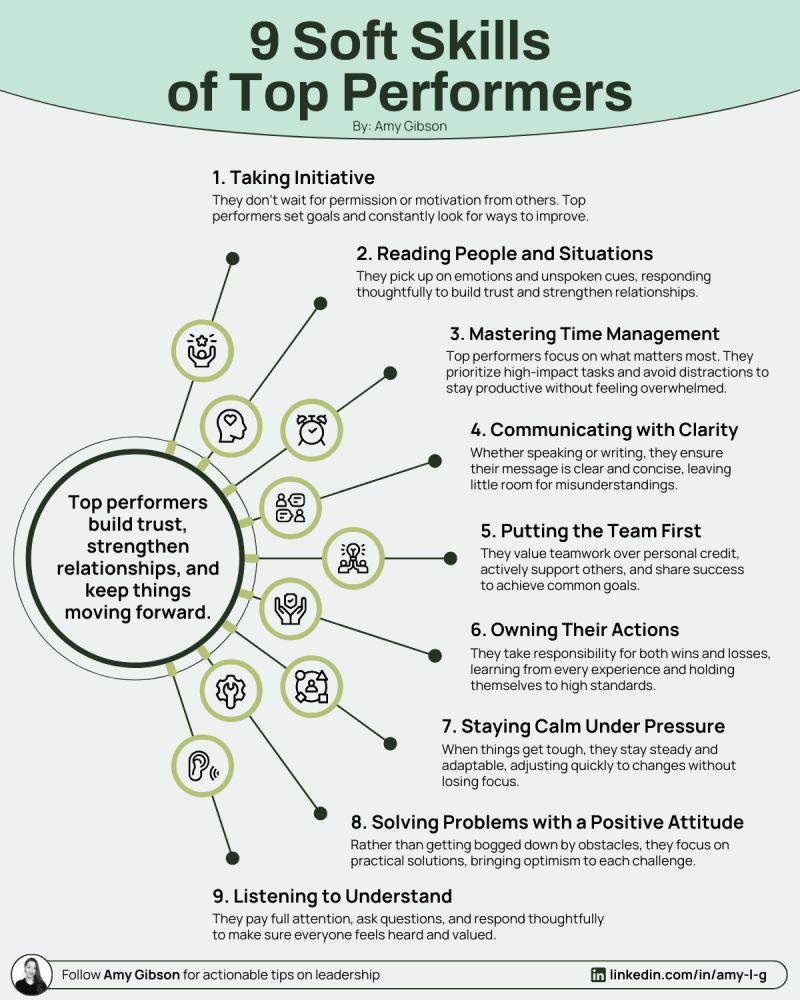 9 Soft Skills
of Top Performers
By: Amy Gibson
1. Taking Initiative
They don't wait for permission or motivation from others. Top
performers set goals and constantly look for ways to improve.
2. Reading People and Situations
They pick up on emotions and unspoken cues, responding
thoughtfully to build trust and strengthen relationships.
3. Mastering Time Management
Top performers focus on what matters most. They
prioritize high-impact tasks and avoid distractions to
stay productive without feeling overwhelmed.
4. Communicating with Clarity
Whether speaking or writing, they ensure
their message is clear and concise, leaving
little room for misunderstandings.
Top performers
build trust,
strengthen
relationships, and
keep things
moving forward.
5. Putting the Team First
They value teamwork over personal credit,
actively support others, and share success
to achieve common goals.
6. Owning Their Actions
They take responsibility for both wins and losses,
learning from every experience and holding
themselves to high standards.
7. Staying Calm Under Pressure
When things get tough, they stay steady and
adaptable, adjusting quickly to changes without
losing focus.
8. Solving Problems with a Positive Attitude
Rather than getting bogged down by obstacles, they focus on
practical solutions, bringing optimism to each challenge.
9. Listening to Understand
They pay full attention, ask questions, and respond thoughtfully
to make sure everyone feels heard and valued.
Follow Amy Gibson for actionable tips on leadership
in linkedin.com/in/amy-l-g